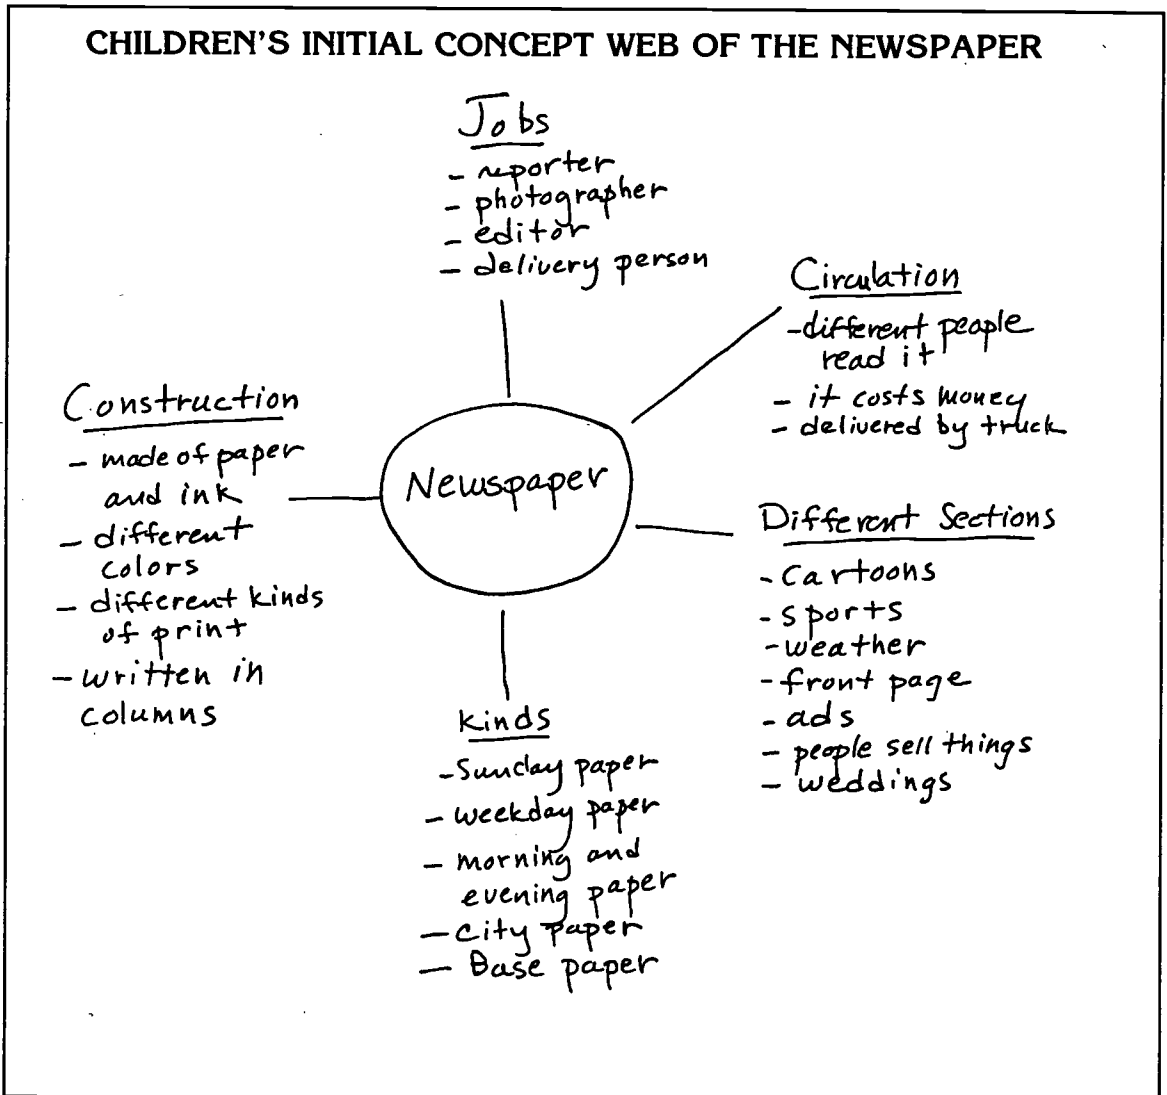 CHILDREN'S INITIAL CONCEPT WEB OF THE NEWSPAPER
Jobs
- reporter
- photographer
- editor
- delivery person
Circulation
- different people
read it
- it costs money
- delivered by truck
Construction
- made of paper
and ink
- different
colors
- different kinds
of print
- written in
columns
Newspaper
Different Sections
- Cartoons
- sports
- weather
- front page
- ads
- people sell things
- weddings
Kinds
- Sunday paper
- weekday paper
- morning and
evening paper
- City paper
- Base paper